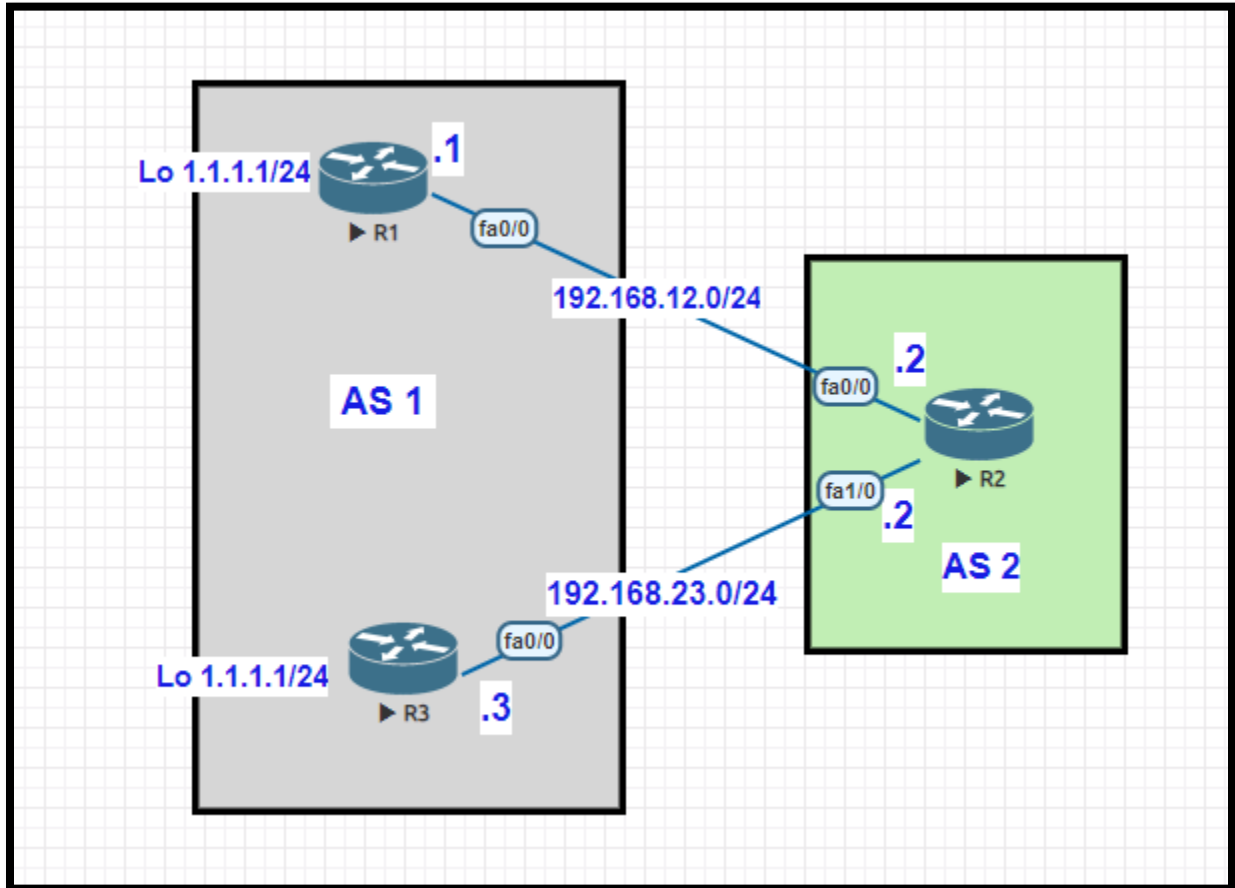 .1
Lo 1.1.1.1/24
fa0/0
R1
192.168.12.0/24
.2
fa0/0
AS 1
R2
fa1/0
.2
AS 2
192.168.23.0/24
fa0/0
Lo 1.1.1.1/24
.3
R3